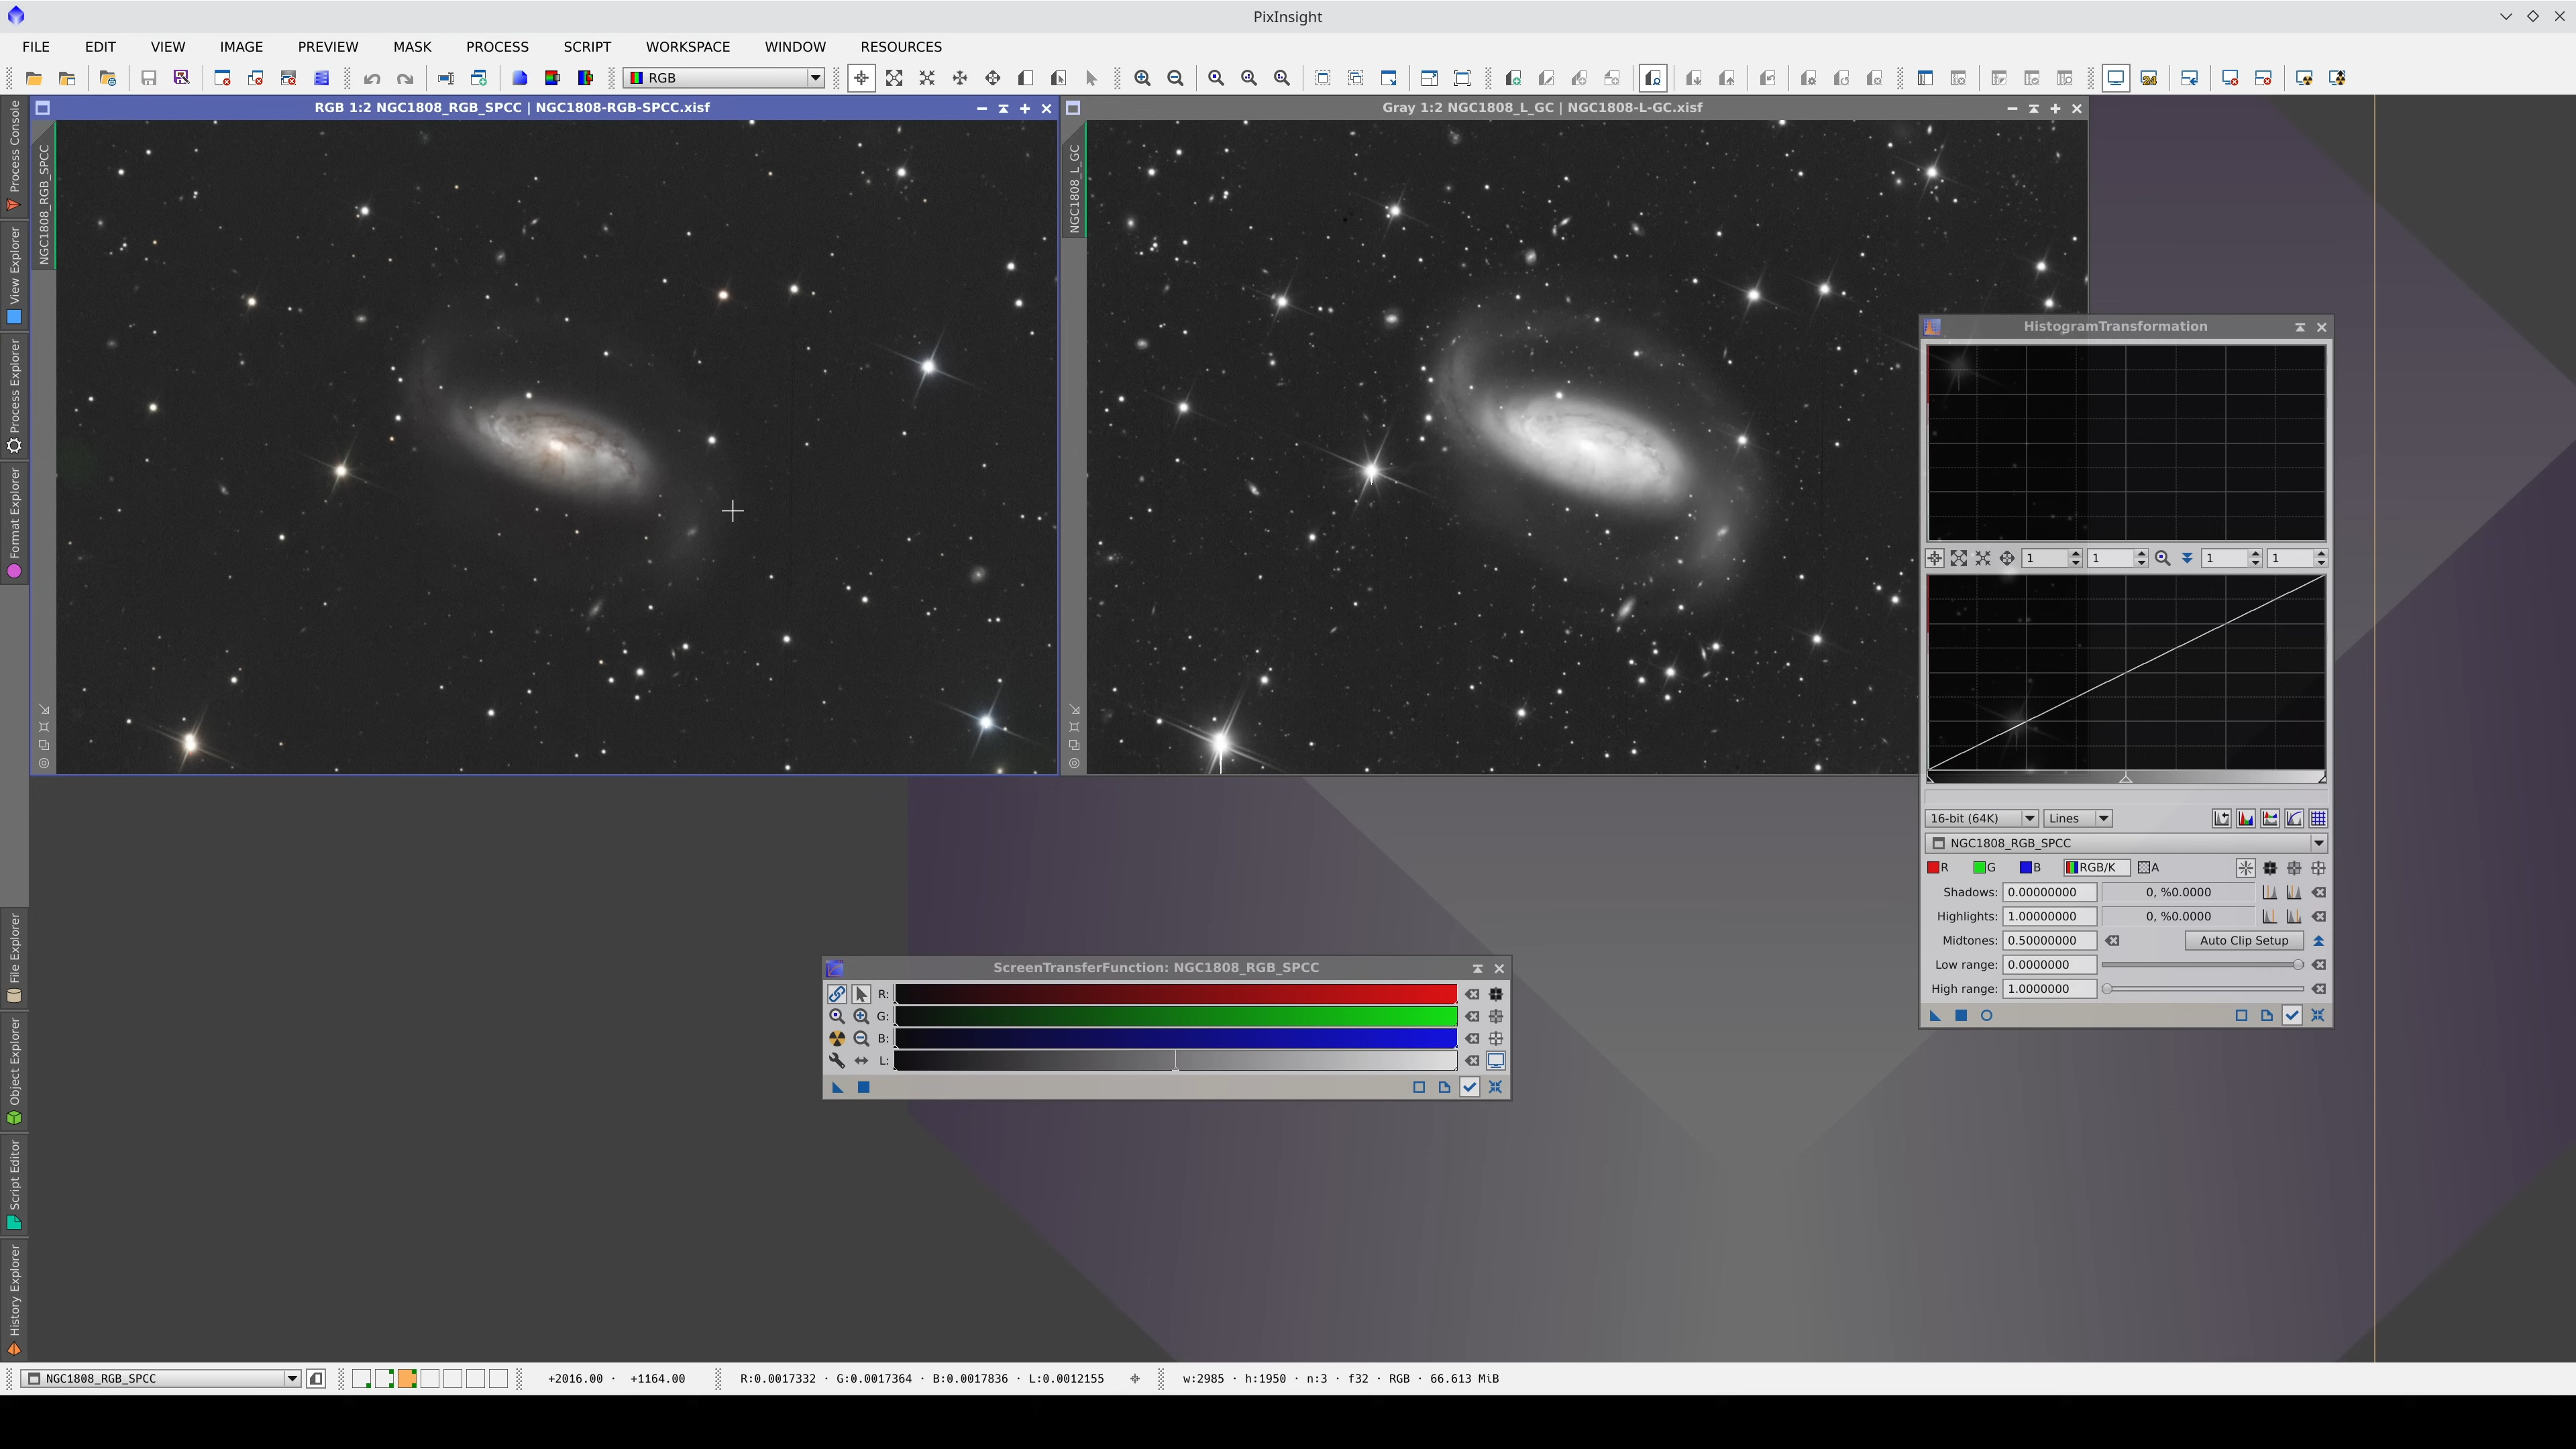 PixInsight
FILE EDIT VIEW IMAGE PREVIEW MASK PROCESS SCRIPT WORKSPACE WINDOW RESOURCES
RGB
24
RGB 1:2 NGC1808_RGB_SPCC | NGC1808-RGB-SPCC.xisf
Gray 1:2 NGC1808_L_GC | NGC1808-L-GC.xisf
NGC1808_RGB_SPCC
NGC1808_L_GC
Process Console
View Explorer
Process Explorer
Format Explorer
File Explorer
Object Explorer
Script Editor
History Explorer
HistogramTransformation
1 1 1 1
16-bit (64K) Lines
NGC1808_RGB_SPCC
R G B RGB/K A
Shadows: 0.00000000 0, %0.0000
Highlights: 1.00000000 0, %0.0000
Midtones: 0.50000000 Auto Clip Setup
Low range: 0.0000000
High range: 1.0000000
ScreenTransferFunction: NGC1808_RGB_SPCC
R:
G:
B:
L:
NGC1808_RGB_SPCC +2016.00 · +1164.00 R:0.0017332 · G:0.0017364 · B:0.0017836 · L:0.0012155 w:2985 · h:1950 · n:3 · f32 · RGB · 66.613 MiB